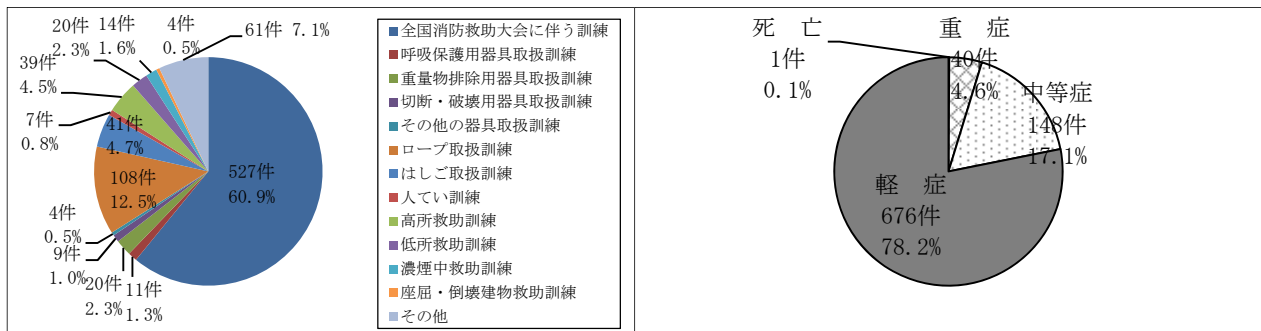 20件
2.3%
14件
1.6%
4件
0.5%
61件 7.1%
39件
4.5%
7件
0.8%
41件
4.7%
108件
12.5%
4件
0.5%
9件
1.0%
20件
2.3%
11件
1.3%
527件
60.9%
全国消防救助大会に伴う訓練
呼吸保護用器具取扱訓練
重量物排除用器具取扱訓練
切断・破壊用器具取扱訓練
その他の器具取扱訓練
ロープ取扱訓練
はしご取扱訓練
人てい訓練
高所救助訓練
低所救助訓練
濃煙中救助訓練
座屈・倒壊建物救助訓練
その他
死　亡
1件
0.1%
重　症
40件
4.6%
中等症
148件
17.1%
軽　症
676件
78.2%